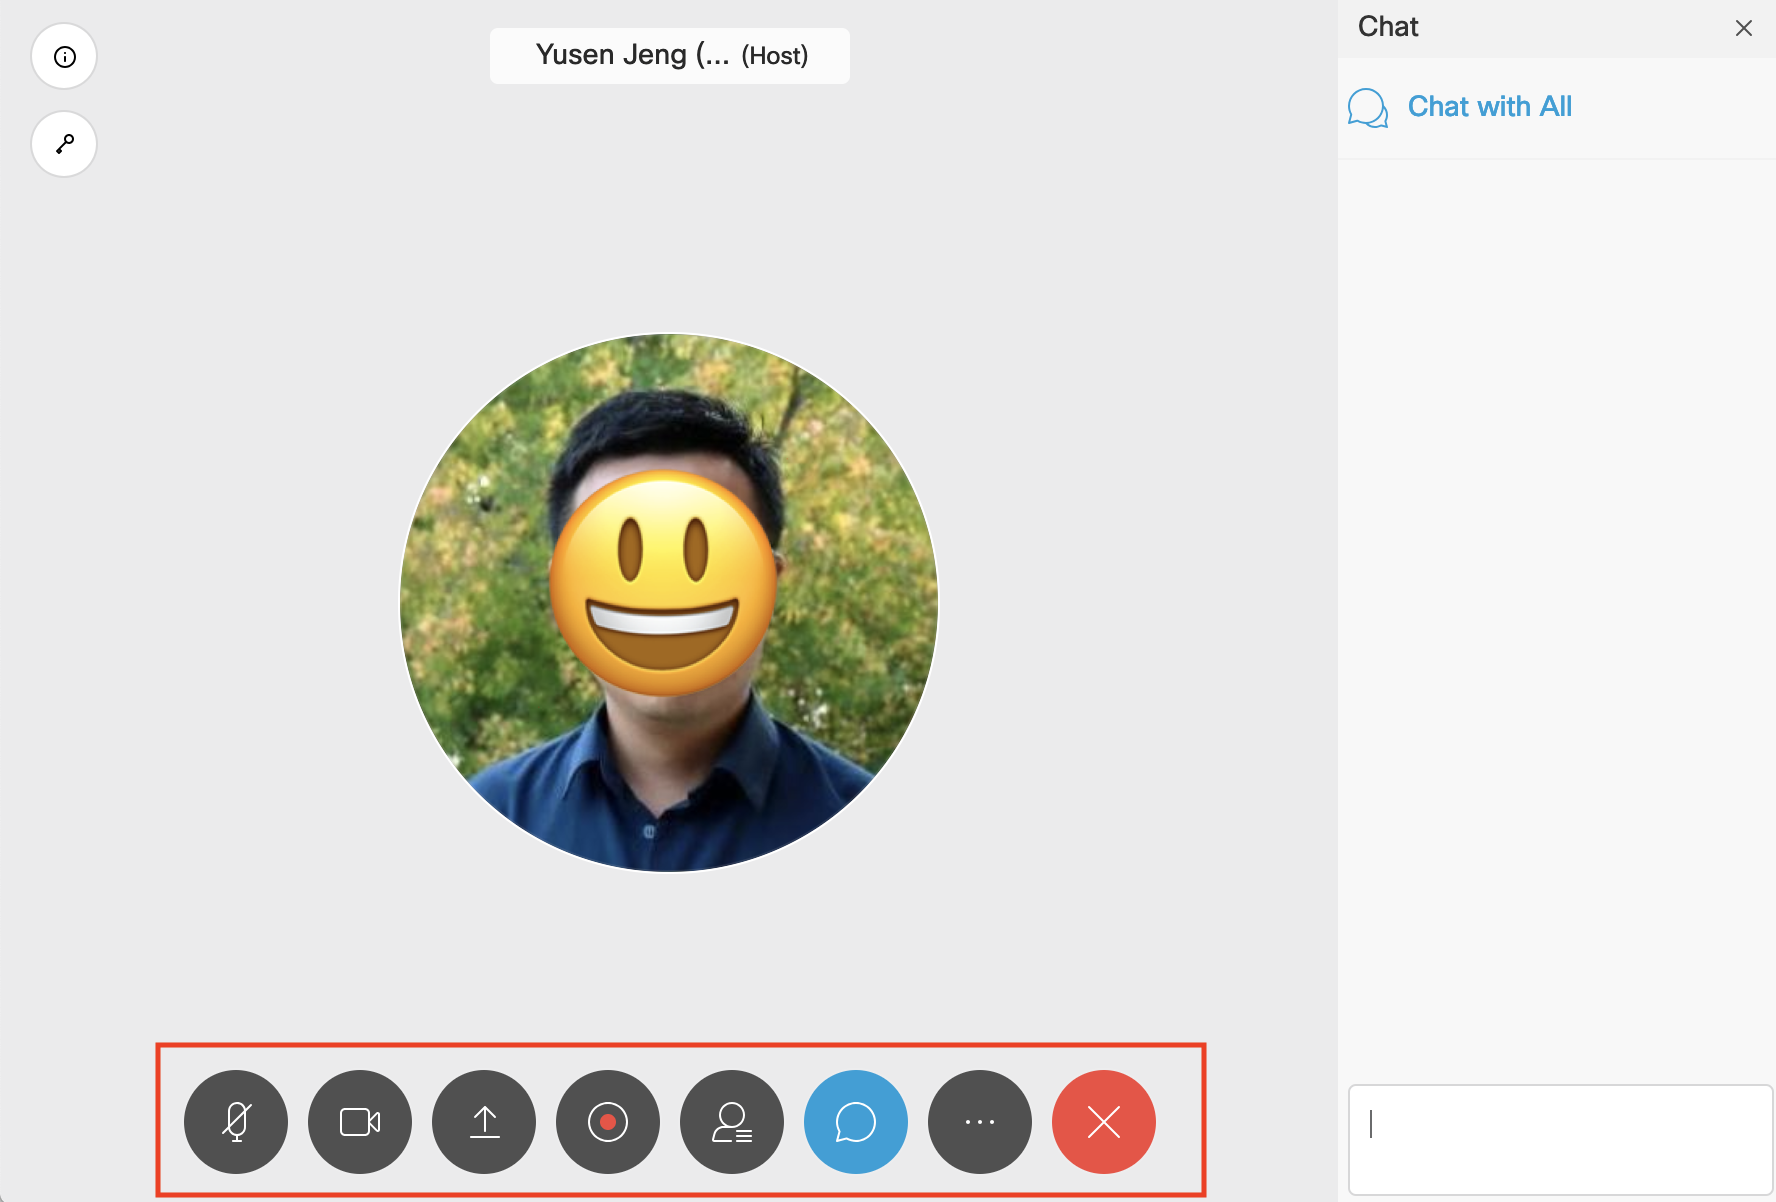 Yusen Jeng (... (Host)
Chat
Chat with All